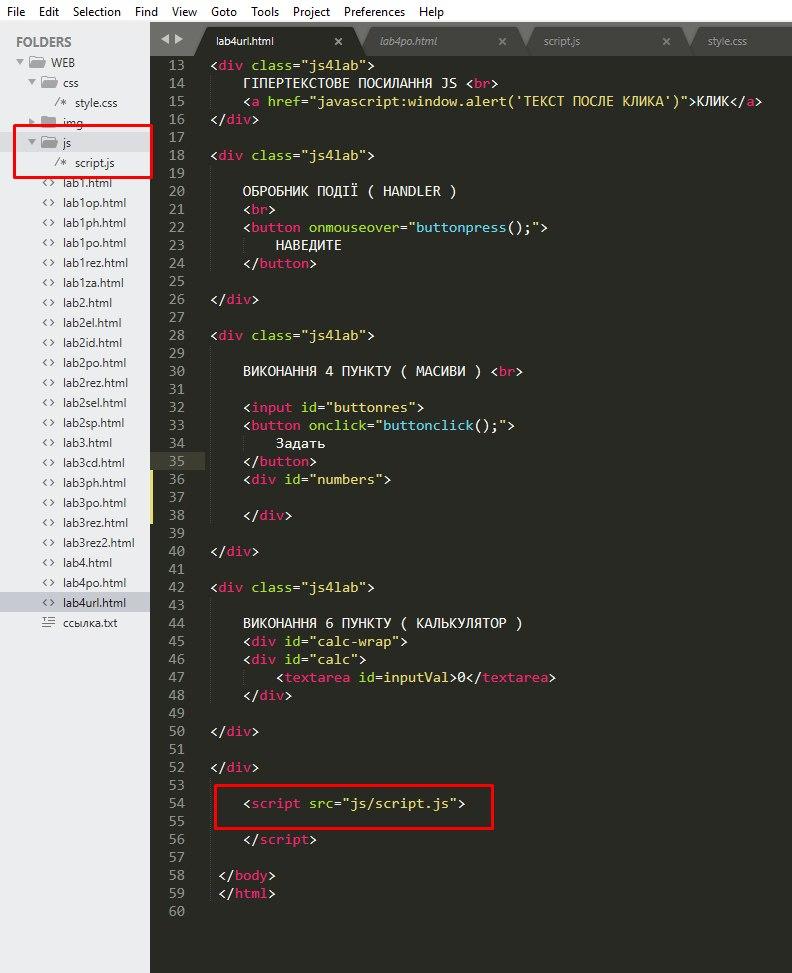 File Edit Selection Find View Goto Tools Project Preferences Help
FOLDERS
WEB
css
/* style.css
img
js
/* script.js
<> lab1.html
<> lab1op.html
<> lab1ph.html
<> lab1po.html
<> lab1rez.html
<> lab1za.html
<> lab2.html
<> lab2el.html
<> lab2id.html
<> lab2po.html
<> lab2rez.html
<> lab2sel.html
<> lab2sp.html
<> lab3.html
<> lab3cd.html
<> lab3ph.html
<> lab3po.html
<> lab3rez.html
<> lab3rez2.html
<> lab4.html
<> lab4po.html
<> lab4url.html
ссылка.txt
lab4url.html × lab4po.html × script.js × style.css
13 <div class="js4lab">
14 ГІПЕРТЕКСТОВЕ ПОСИЛАННЯ JS <br>
15 <a href="javascript:window.alert('ТЕКСТ ПОСЛЕ КЛИКА')">КЛИК</a>
16 </div>
17
18 <div class="js4lab">
19
20 ОБРОБНИК ПОДІЇ ( HANDLER )
21 <br>
22 <button onmouseover="buttonpress();">
23 НАВЕДИТЕ
24 </button>
25
26 </div>
27
28 <div class="js4lab">
29
30 ВИКОНАННЯ 4 ПУНКТУ ( МАСИВИ ) <br>
31
32 <input id="buttonres">
33 <button onclick="buttonclick();">
34 Задать
35 </button>
36 <div id="numbers">
37
38 </div>
39
40 </div>
41
42 <div class="js4lab">
43
44 ВИКОНАННЯ 6 ПУНКТУ ( КАЛЬКУЛЯТОР )
45 <div id="calc-wrap">
46 <div id="calc">
47 <textarea id=inputVal>0</textarea>
48 </div>
49
50 </div>
51
52 </div>
53
54 <script src="js/script.js">
55
56 </script>
57
58 </body>
59 </html>
60